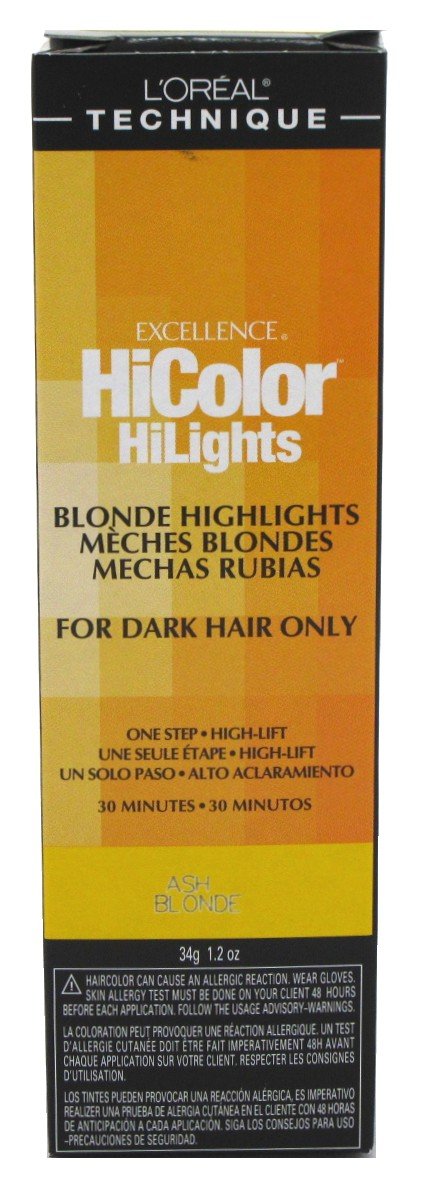 L'ORÉAL®
TECHNIQUE
EXCELLENCE®
HiColor™
HiLights
BLONDE HIGHLIGHTS
MÈCHES BLONDES
MECHAS RUBIAS
FOR DARK HAIR ONLY
ONE STEP • HIGH-LIFT
UNE SEULE ÉTAPE • HIGH-LIFT
UN SOLO PASO • ALTO ACLARAMIENTO
30 MINUTES • 30 MINUTOS
ASH
BLONDE
34g 1.2 oz
HAIRCOLOR CAN CAUSE AN ALLERGIC REACTION. WEAR GLOVES.
SKIN ALLERGY TEST MUST BE DONE ON YOUR CLIENT 48 HOURS
BEFORE EACH APPLICATION. FOLLOW THE USAGE ADVISORY-WARNINGS.
LA COLORATION PEUT PROVOQUER UNE RÉACTION ALLERGIQUE. UN TEST
D'ALLERGIE CUTANÉE DOIT ÊTRE FAIT IMPERATIVEMENT 48H AVANT
CHAQUE APPLICATION SUR VOTRE CLIENT. RESPECTER LES CONSIGNES
D'UTILISATION.
LOS TINTES PUEDEN PROVOCAR UNA REACCIÓN ALÉRGICA, ES IMPERATIVO
REALIZER UNA PRUEBA DE ALERGIA CUTANEA EN EL CLIENTE CON 48 HORAS
DE ANTICIPACIÓN A CADA APLICACIÓN. SIGA LOS CONSEJOS PARA USO
-PRECAUCIONES DE SEGURIDAD.